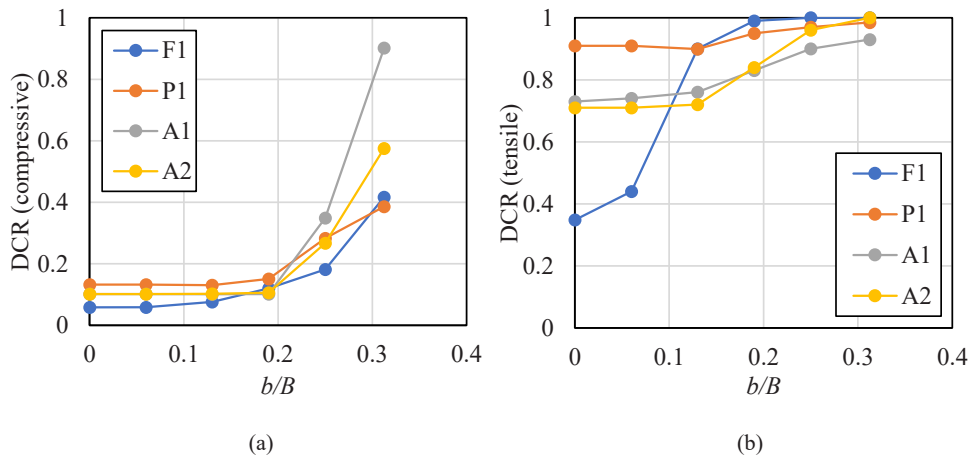 DCR (compressive)
1
0.8
0.6
0.4
0.2
0
0 0.1 0.2 0.3 0.4
b/B
F1
P1
A1
A2
(a)
DCR (tensile)
1
0.8
0.6
0.4
0.2
0
0 0.1 0.2 0.3 0.4
b/B
F1
P1
A1
A2
(b)